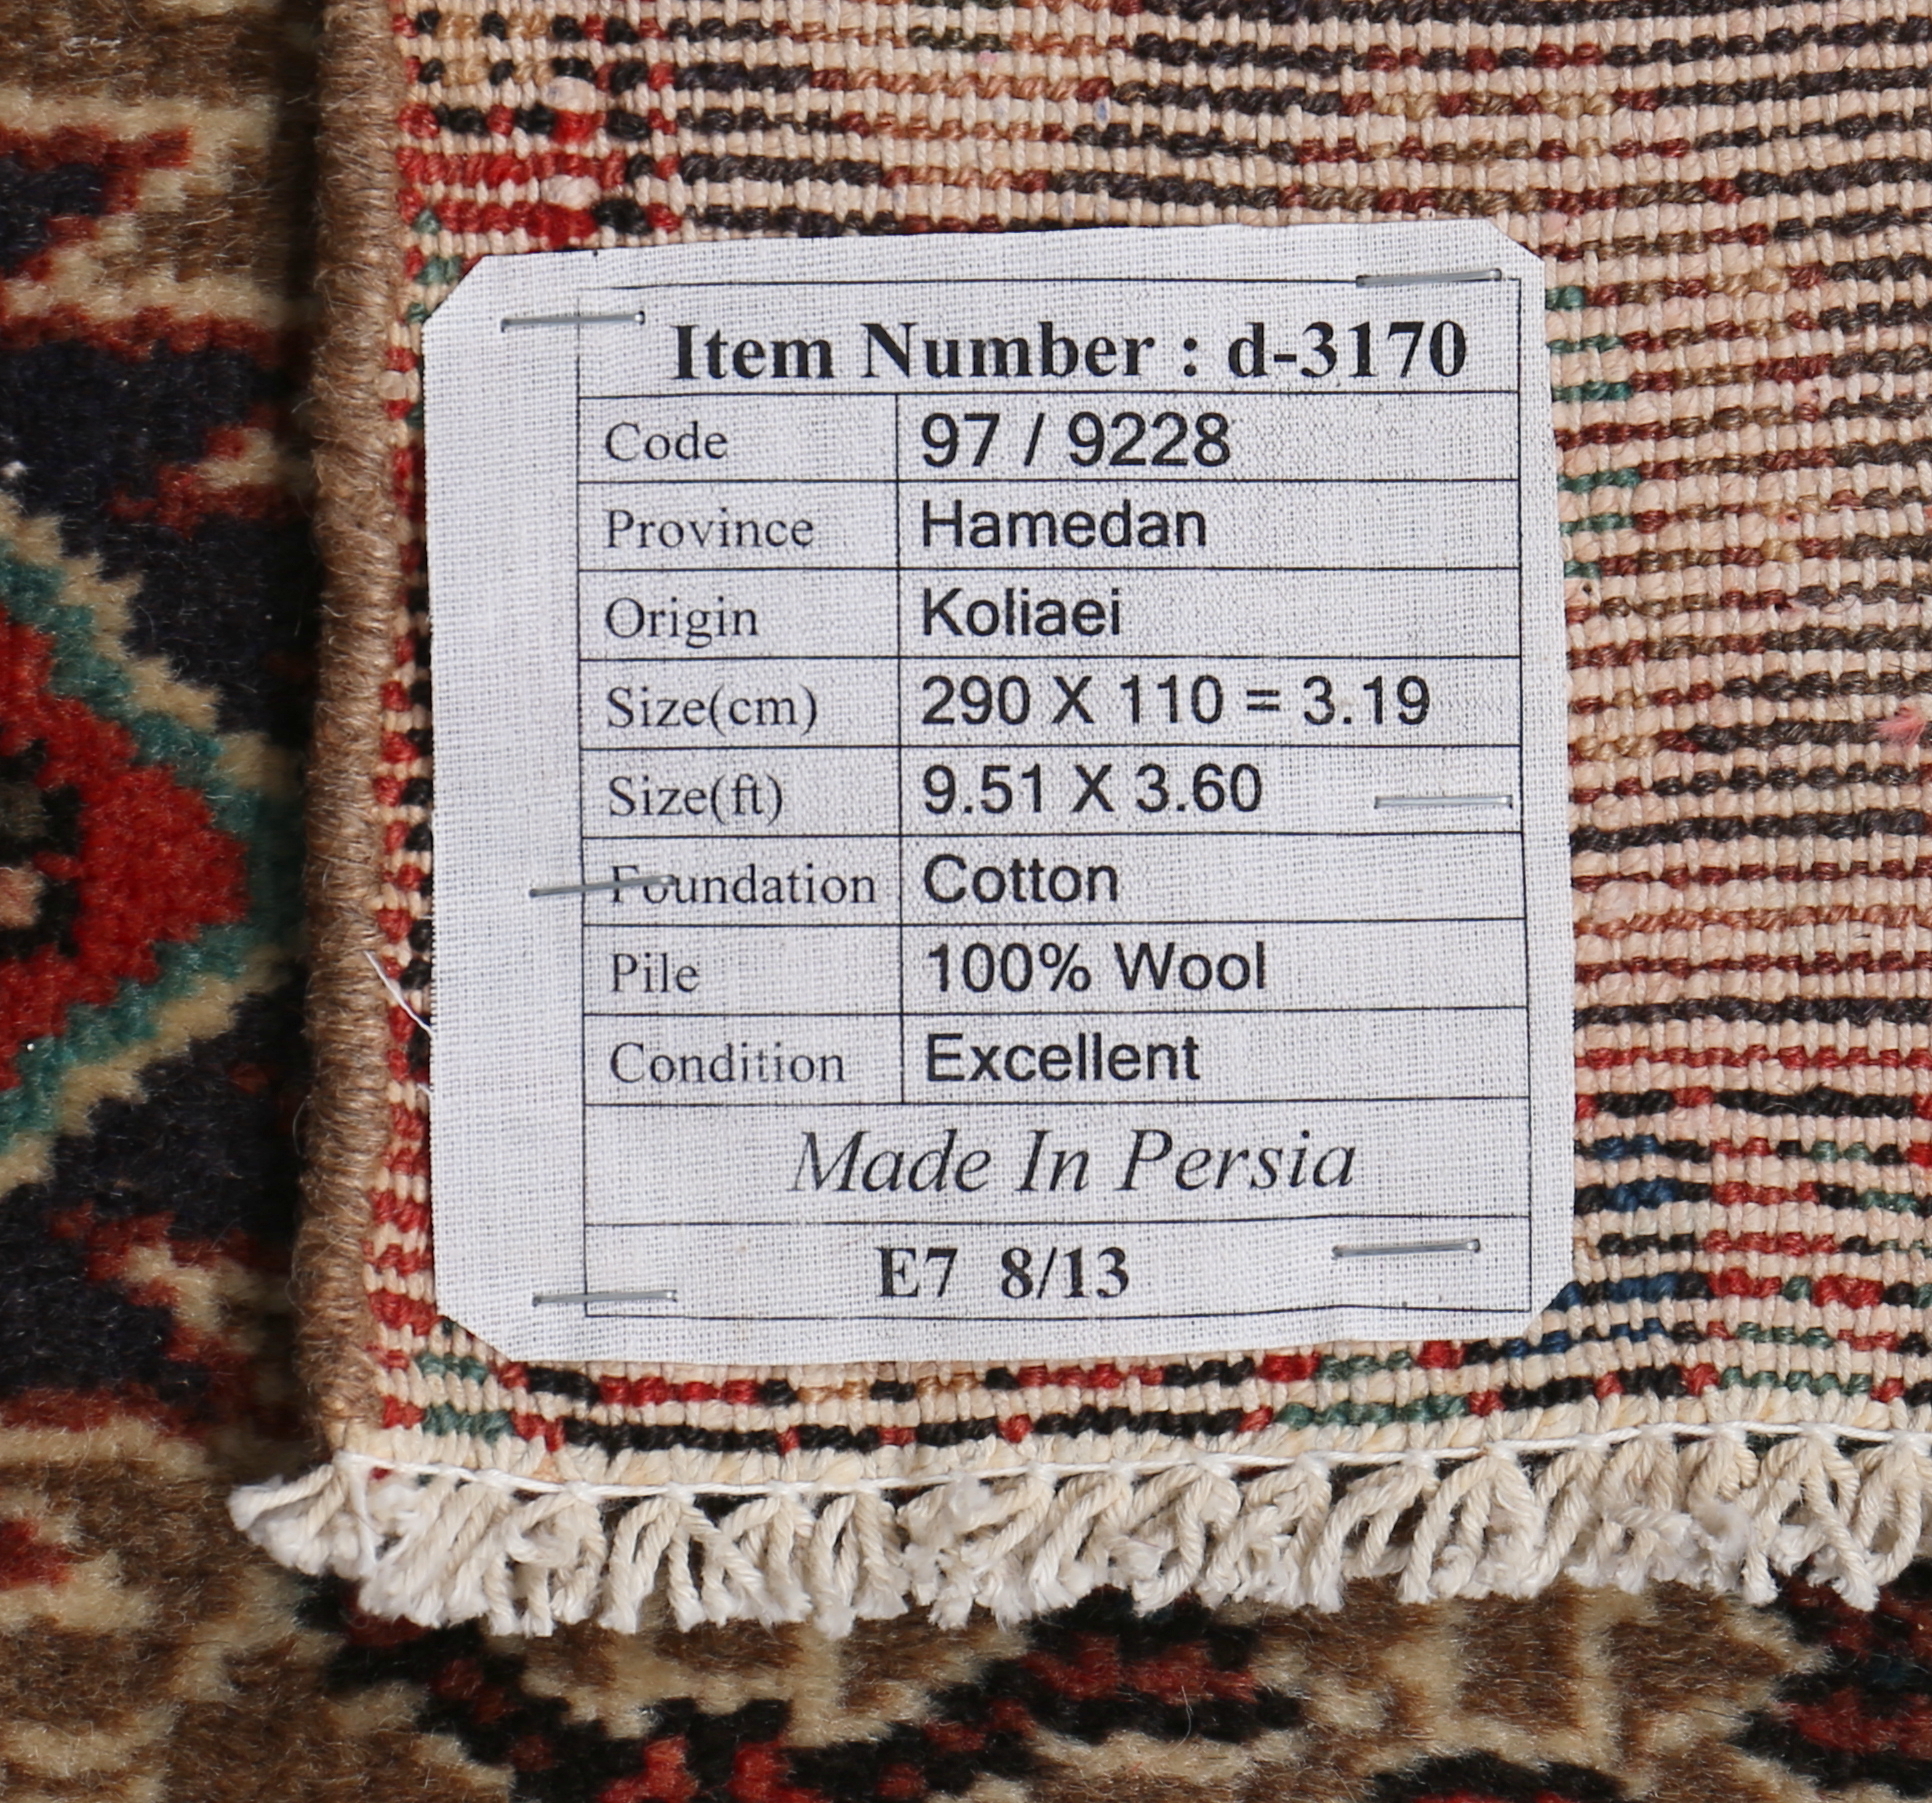 Item Number : d-3170
Code 97 / 9228
Province Hamedan
Origin Koliaei
Size(cm) 290 X 110 = 3.19
Size(ft) 9.51 X 3.60
Foundation Cotton
Pile 100% Wool
Condition Excellent
Made In Persia
E7 8/13